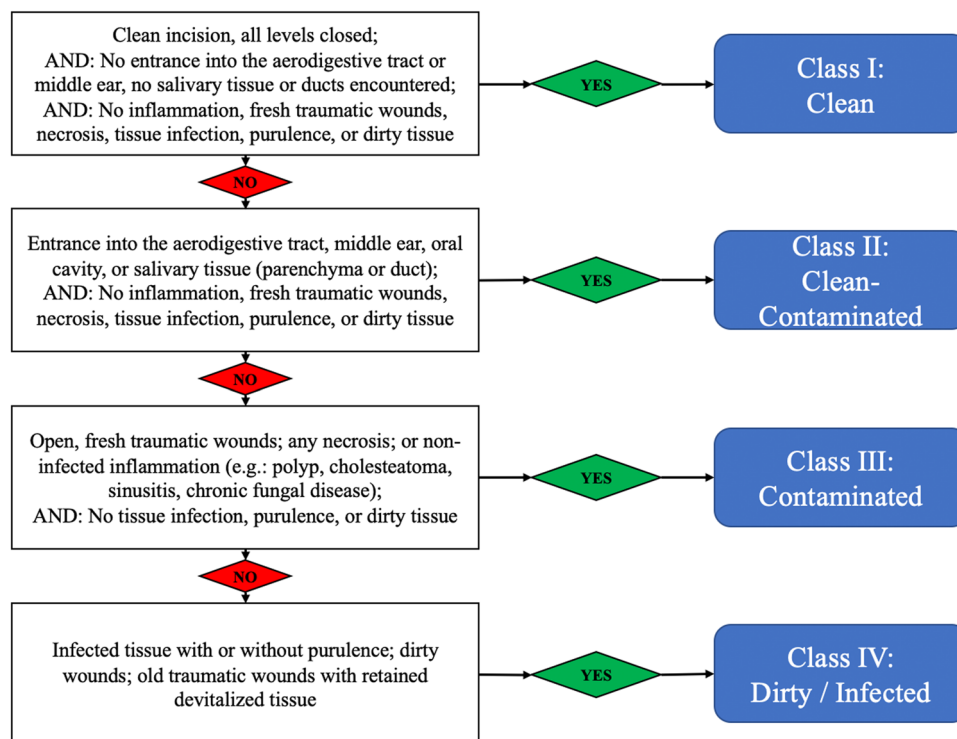 Clean incision, all levels closed;
AND: No entrance into the aerodigestive tract or
middle ear, no salivary tissue or ducts encountered;
AND: No inflammation, fresh traumatic wounds,
necrosis, tissue infection, purulence, or dirty tissue
YES
Class I:
Clean
NO
Entrance into the aerodigestive tract, middle ear, oral
cavity, or salivary tissue (parenchyma or duct);
AND: No inflammation, fresh traumatic wounds,
necrosis, tissue infection, purulence, or dirty tissue
YES
Class II:
Clean-
Contaminated
NO
Open, fresh traumatic wounds; any necrosis; or non-
infected inflammation (e.g.: polyp, cholesteatoma,
sinusitis, chronic fungal disease);
AND: No tissue infection, purulence, or dirty tissue
YES
Class III:
Contaminated
NO
Infected tissue with or without purulence; dirty
wounds; old traumatic wounds with retained
devitalized tissue
YES
Class IV:
Dirty / Infected